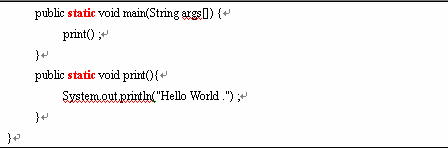 public static void main(String args[]) {↵
print() ;↵
}↵
public static void print(){↵
System.out.println("Hello World .") ;↵
}↵
}↵